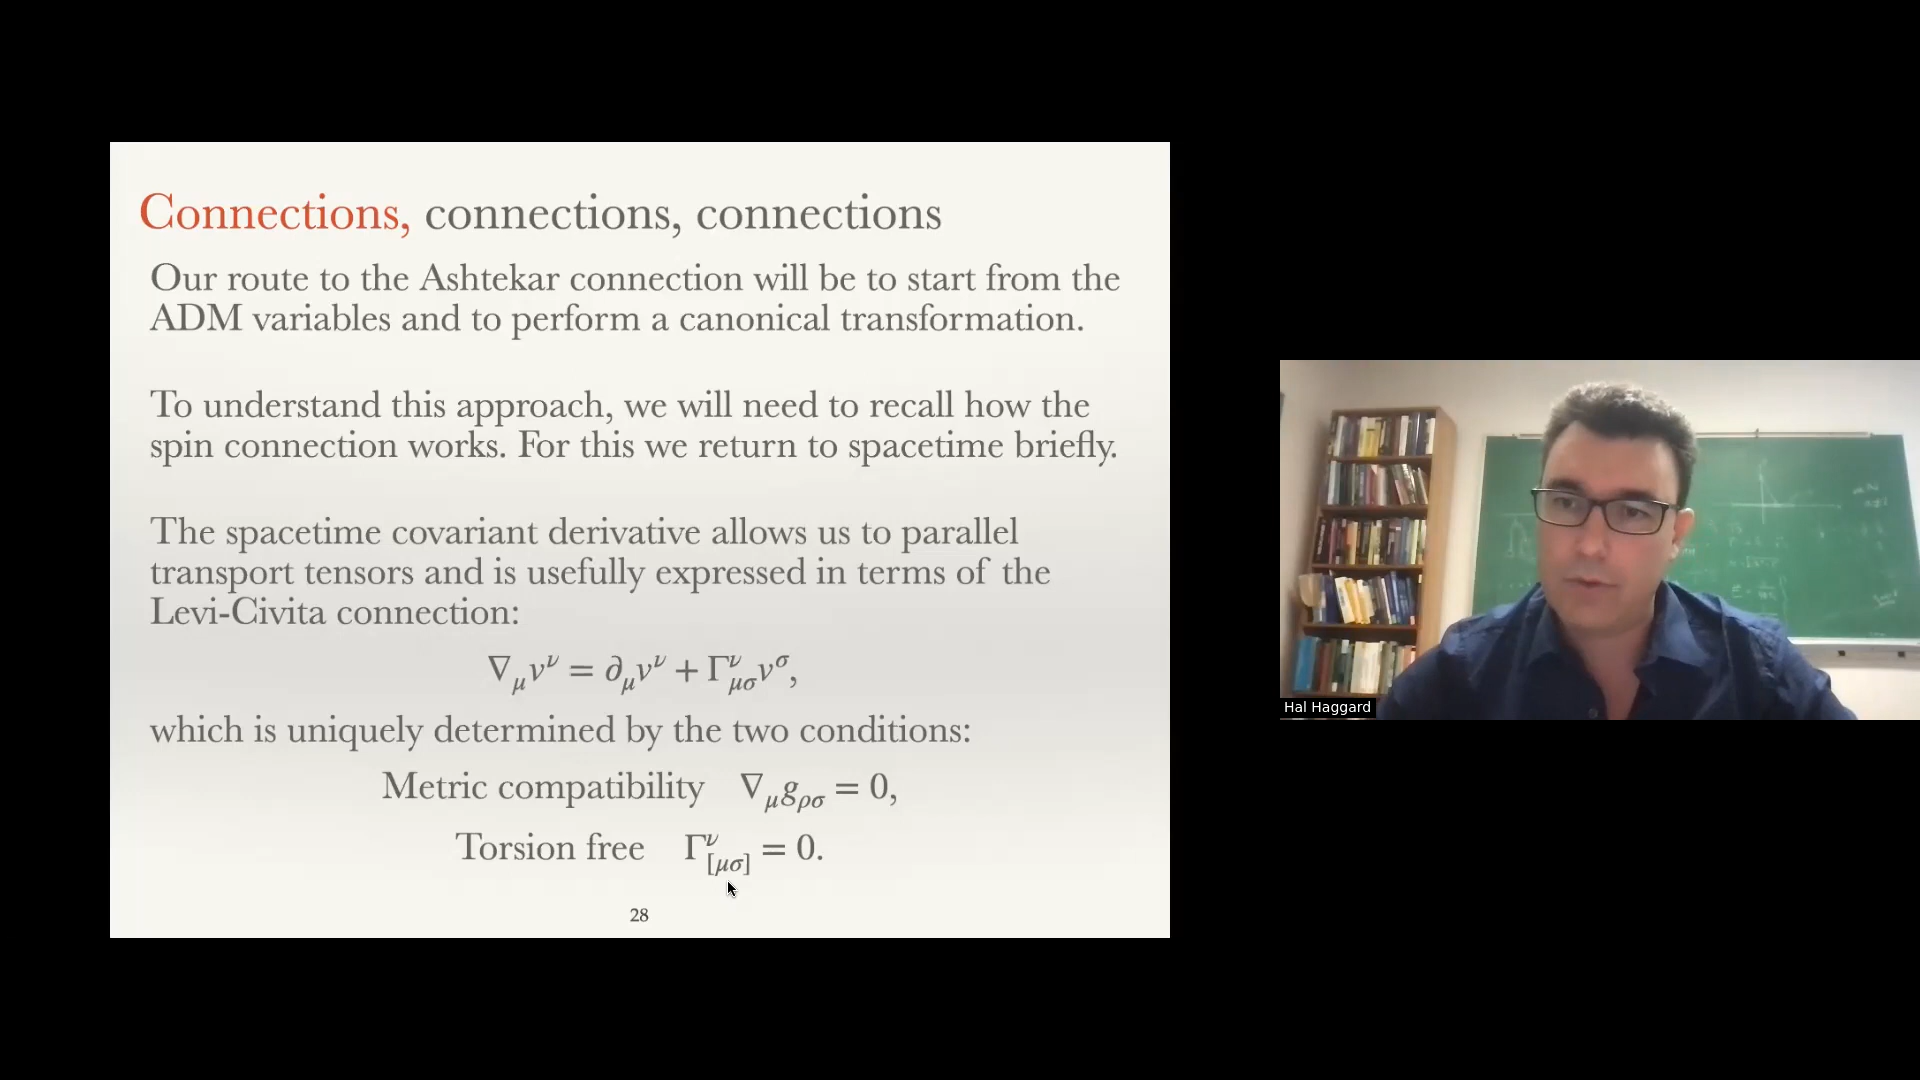 Connections, connections, connections
Our route to the Ashtekar connection will be to start from the
ADM variables and to perform a canonical transformation.
To understand this approach, we will need to recall how the
spin connection works. For this we return to spacetime briefly.
The spacetime covariant derivative allows us to parallel
transport tensors and is usefully expressed in terms of the
Levi-Civita connection:
∇_μ v^ν = ∂_μ v^ν + Γ^ν_{μσ} v^σ,
which is uniquely determined by the two conditions:
Metric compatibility ∇_μ g_{ρσ} = 0,
Torsion free Γ^ν_{[μσ]} = 0.
28
Hal Haggard